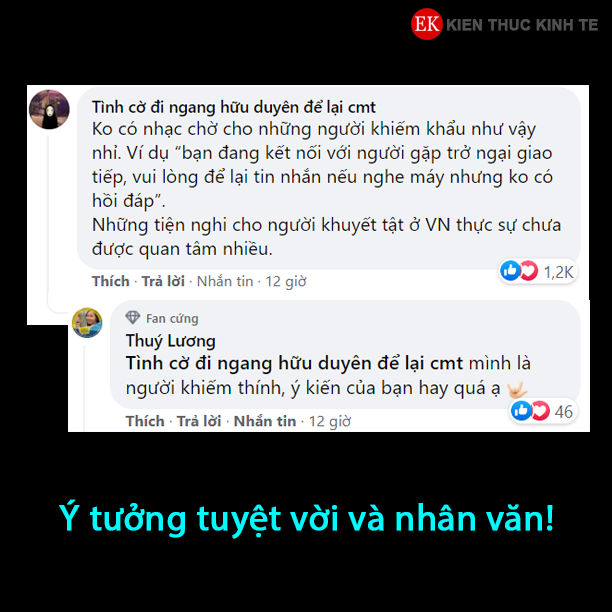 EK KIEN THUC KINH TE
Tình cờ đi ngang hữu duyên để lại cmt
Ko có nhạc chờ cho những người khiếm khẩu như vậy
nhỉ. Ví dụ “bạn đang kết nối với người gặp trở ngại giao
tiếp, vui lòng để lại tin nhắn nếu nghe máy nhưng ko có
hồi đáp”.
Những tiện nghi cho người khuyết tật ở VN thực sự chưa
được quan tâm nhiều.
Thích · Trả lời · Nhắn tin · 12 giờ
1,2K
Fan cứng
Thuý Lương
Tình cờ đi ngang hữu duyên để lại cmt mình là
người khiếm thính, ý kiến của bạn hay quá ạ 🤟🏻
Thích · Trả lời · Nhắn tin · 12 giờ
46
Ý tưởng tuyệt vời và nhân văn!